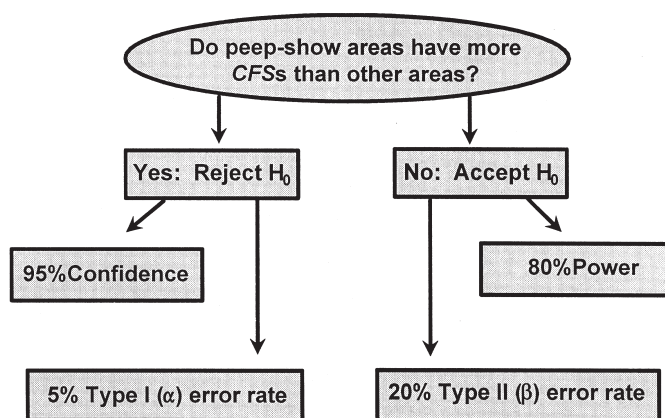 Do peep-show areas have more
CFSs than other areas?
Yes: Reject H₀
No: Accept H₀
95%Confidence
80%Power
5% Type I (α) error rate
20% Type II (β) error rate